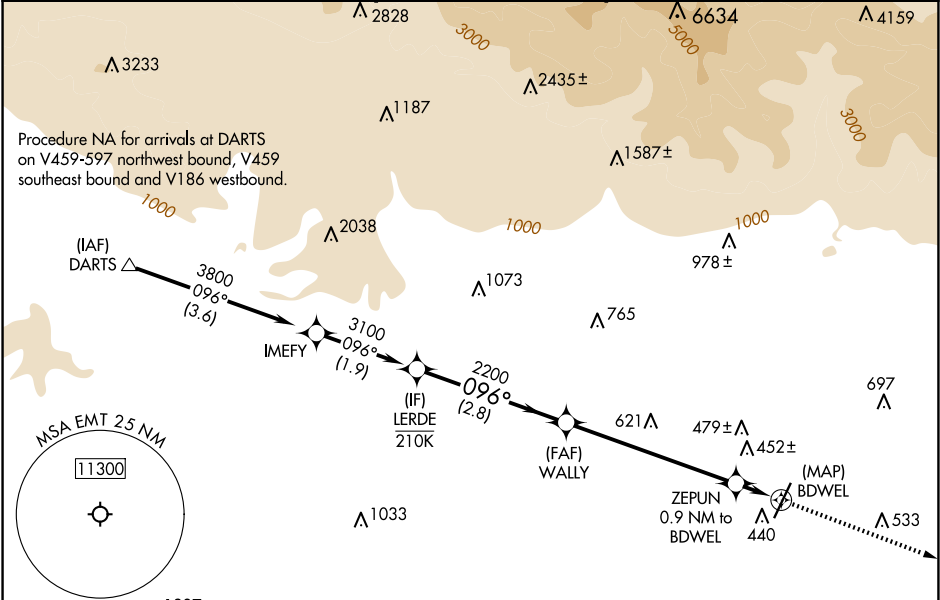 2828
6634
4159
3000
5000
3233
2435±
1187
3000
Procedure NA for arrivals at DARTS
on V459-597 northwest bound, V459
southeast bound and V186 westbound.
1587±
1000
2038
1000
1000
978±
(IAF)
DARTS
3800
096°
(3.6)
1073
765
IMEFY
3100
096°
(1.9)
2200
096°
(2.8)
(IF)
LERDE
210K
697
621
479±
452±
MSA EMT 25 NM
11300
(FAF)
WALLY
(MAP)
BDWEL
ZEPUN
0.9 NM to
BDWEL
440
1033
533